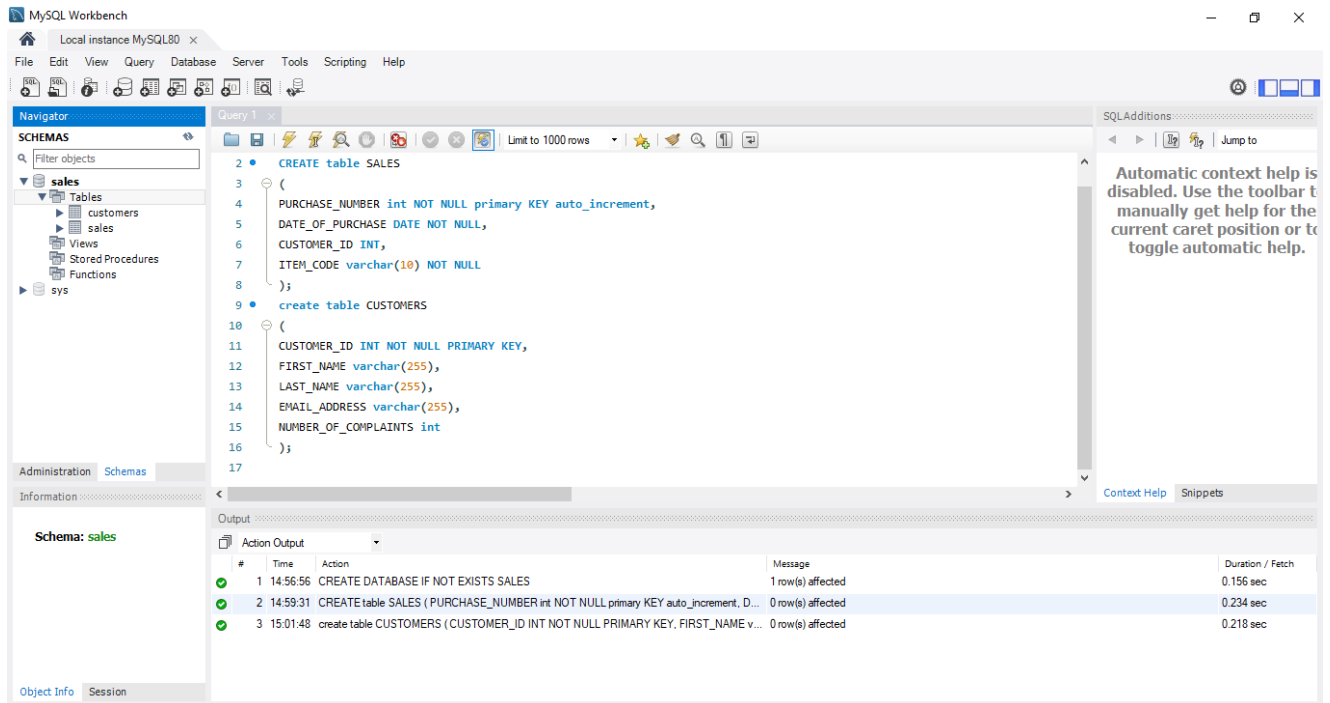 MySQL Workbench
Local instance MySQL80
File Edit View Query Database Server Tools Scripting Help
Navigator
SCHEMAS
Filter objects
sales
Tables
customers
sales
Views
Stored Procedures
Functions
sys
Administration Schemas
Information
Schema: sales
Object Info Session
Query 1
Limit to 1000 rows
2 CREATE table SALES
3 (
4 PURCHASE_NUMBER int NOT NULL primary KEY auto_increment,
5 DATE_OF_PURCHASE DATE NOT NULL,
6 CUSTOMER_ID INT,
7 ITEM_CODE varchar(10) NOT NULL
8 );
9 create table CUSTOMERS
10 (
11 CUSTOMER_ID INT NOT NULL PRIMARY KEY,
12 FIRST_NAME varchar(255),
13 LAST_NAME varchar(255),
14 EMAIL_ADDRESS varchar(255),
15 NUMBER_OF_COMPLAINTS int
16 );
17
SQLAdditions
Jump to
Automatic context help is
disabled. Use the toolbar t
manually get help for the
current caret position or to
toggle automatic help.
Context Help Snippets
Output
Action Output
# Time Action Message Duration / Fetch
1 14:56:56 CREATE DATABASE IF NOT EXISTS SALES 1 row(s) affected 0.156 sec
2 14:59:31 CREATE table SALES ( PURCHASE_NUMBER int NOT NULL primary KEY auto_increment, D... 0 row(s) affected 0.234 sec
3 15:01:48 create table CUSTOMERS ( CUSTOMER_ID INT NOT NULL PRIMARY KEY, FIRST_NAME v... 0 row(s) affected 0.218 sec